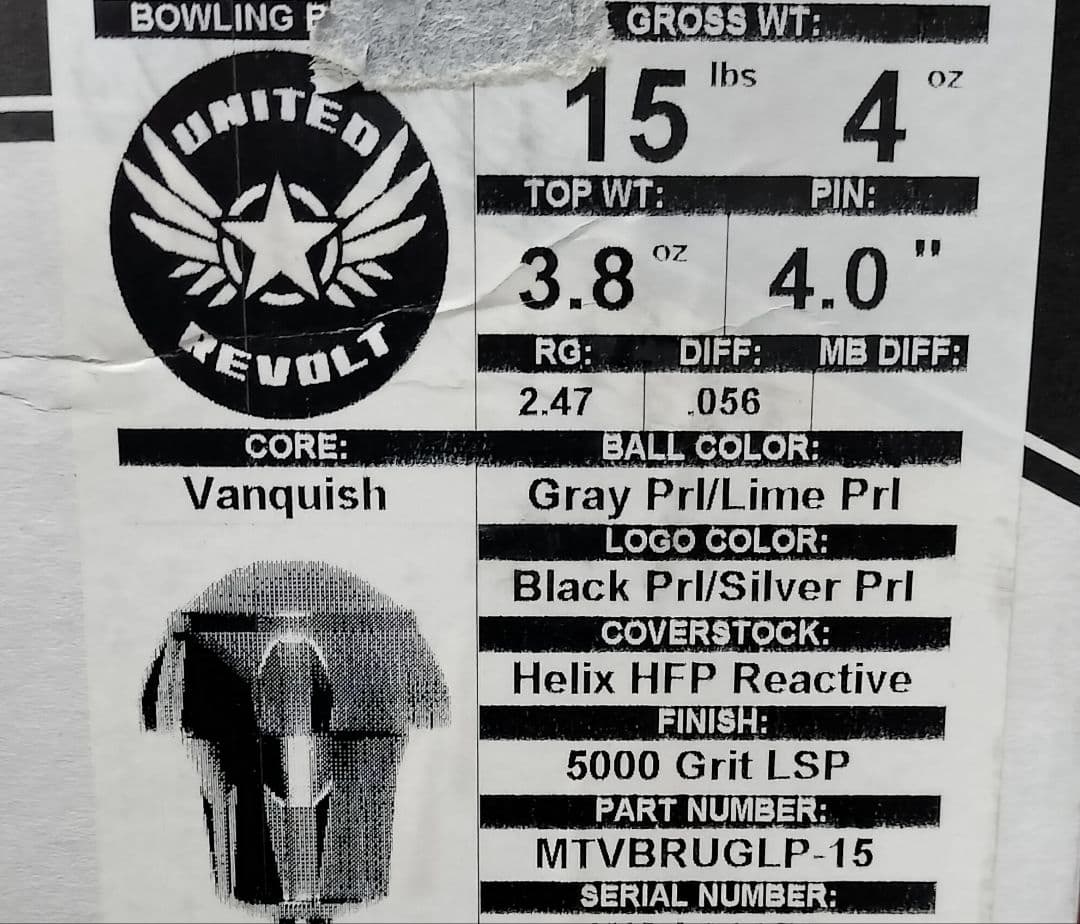 BOWLING
GROSS WT:
15 lbs 4 oz
UNITED
REVOLT
TOP WT: PIN:
3.8 oz 4.0 "
RG: DIFF: MB DIFF:
2.47 .056
CORE:
Vanquish
BALL COLOR:
Gray Prl/Lime Prl
LOGO COLOR:
Black Prl/Silver Prl
COVERSTOCK:
Helix HFP Reactive
FINISH:
5000 Grit LSP
PART NUMBER:
MTVBRUGLP-15
SERIAL NUMBER: